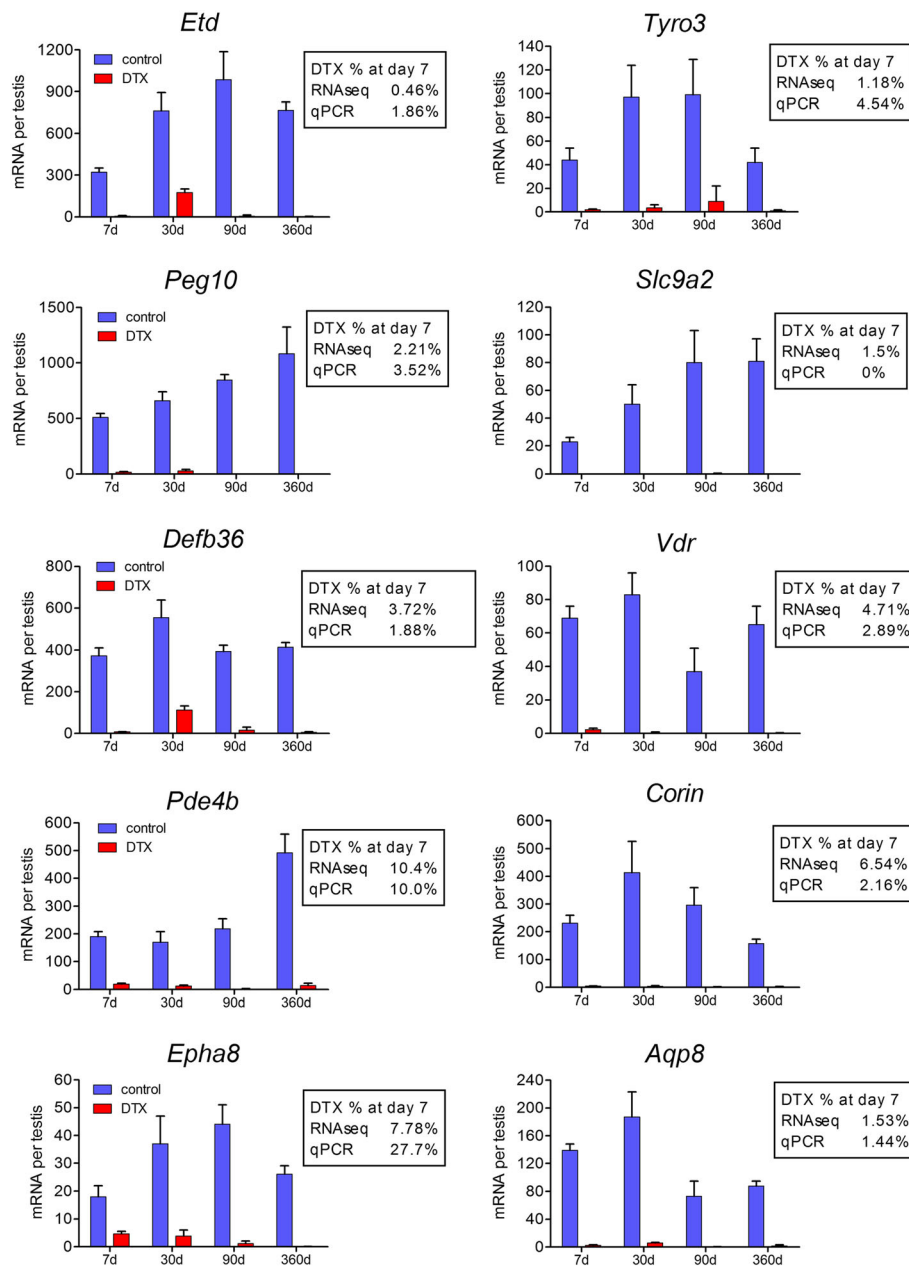 Etd
mRNA per testis
1200
900
600
300
0
control
DTX
7d 30d 90d 360d
DTX % at day 7
RNAseq 0.46%
qPCR 1.86%
Tyro3
mRNA per testis
140
120
100
80
60
40
20
0
7d 30d 90d 360d
DTX % at day 7
RNAseq 1.18%
qPCR 4.54%
Peg10
mRNA per testis
1500
1000
500
0
control
DTX
7d 30d 90d 360d
DTX % at day 7
RNAseq 2.21%
qPCR 3.52%
Slc9a2
mRNA per testis
120
100
80
60
40
20
0
7d 30d 90d 360d
DTX % at day 7
RNAseq 1.5%
qPCR 0%
Defb36
mRNA per testis
800
600
400
200
0
control
DTX
7d 30d 90d 360d
DTX % at day 7
RNAseq 3.72%
qPCR 1.88%
Vdr
mRNA per testis
100
80
60
40
20
0
7d 30d 90d 360d
DTX % at day 7
RNAseq 4.71%
qPCR 2.89%
Pde4b
mRNA per testis
600
500
400
300
200
100
0
control
DTX
7d 30d 90d 360d
DTX % at day 7
RNAseq 10.4%
qPCR 10.0%
Corin
mRNA per testis
600
500
400
300
200
100
0
7d 30d 90d 360d
DTX % at day 7
RNAseq 6.54%
qPCR 2.16%
Epha8
mRNA per testis
60
50
40
30
20
10
0
control
DTX
7d 30d 90d 360d
DTX % at day 7
RNAseq 7.78%
qPCR 27.7%
Aqp8
mRNA per testis
240
200
160
120
80
40
0
7d 30d 90d 360d
DTX % at day 7
RNAseq 1.53%
qPCR 1.44%